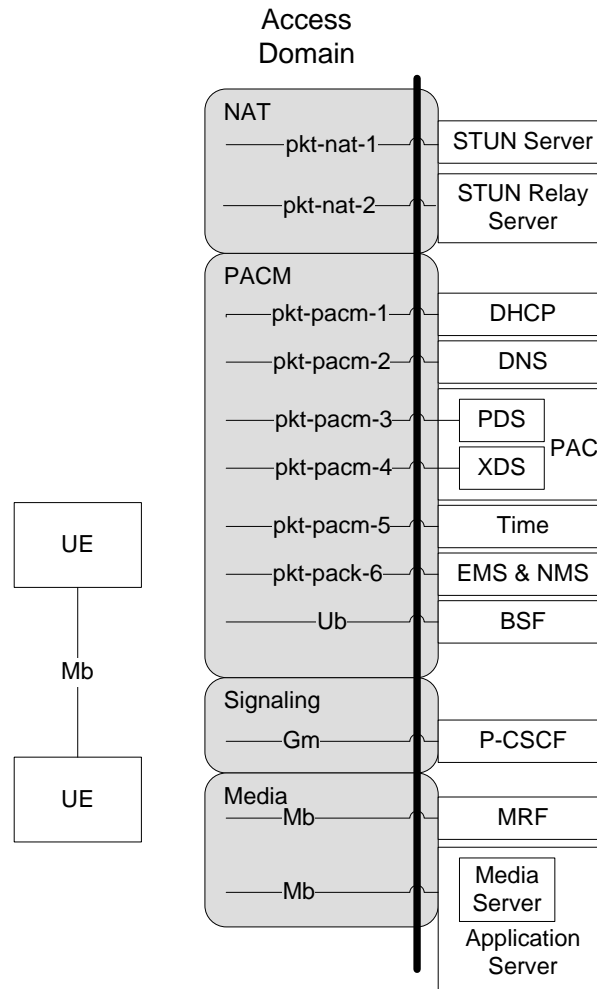 Access
Domain
NAT
pkt-nat-1
STUN Server
pkt-nat-2
STUN Relay
Server
PACM
pkt-pacm-1
DHCP
pkt-pacm-2
DNS
pkt-pacm-3
PDS
PAC
pkt-pacm-4
XDS
pkt-pacm-5
Time
UE
pkt-pack-6
EMS & NMS
Ub
BSF
Mb
Signaling
Gm
P-CSCF
UE
Media
Mb
MRF
Mb
Media
Server
Application
Server